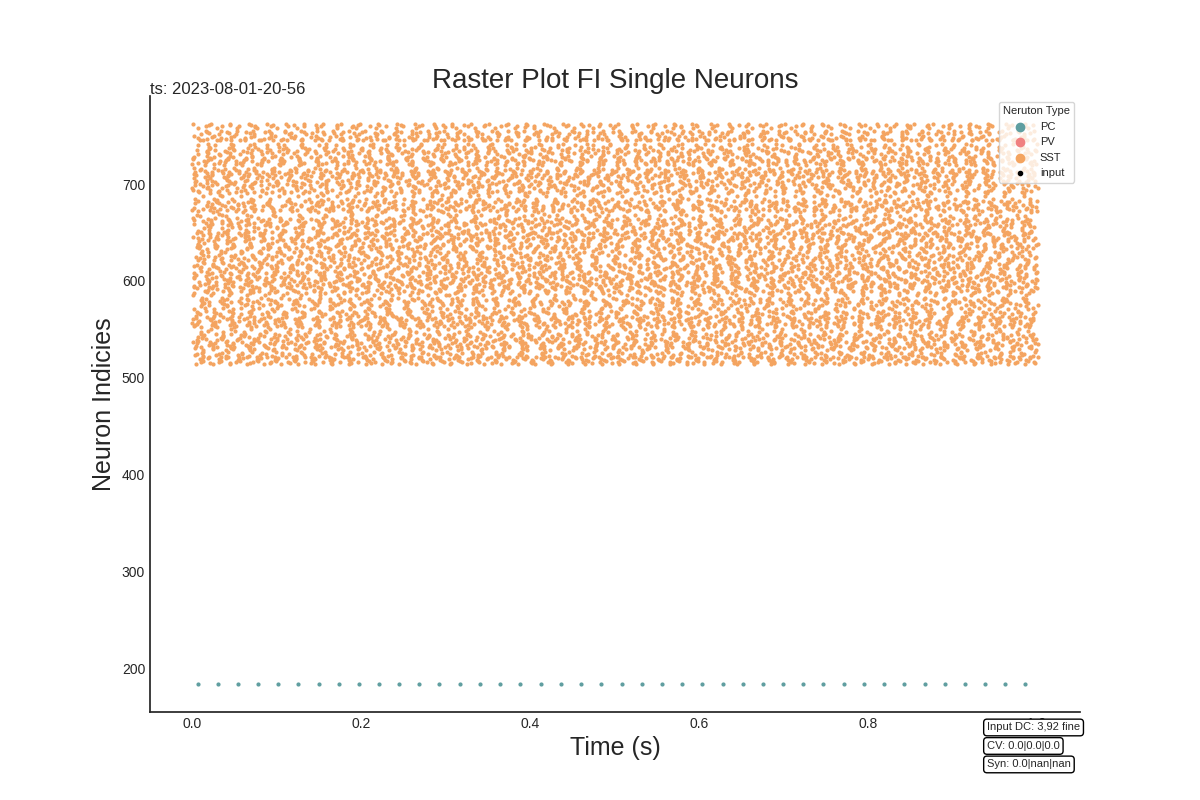 Raster Plot FI Single Neurons
ts: 2023-08-01-20-56
Neruton Type
PC
PV
SST
input
Neuron Indicies
700
600
500
400
300
200
0.0 0.2 0.4 0.6 0.8
Time (s)
Input DC: 3,92 fine
CV: 0.0|0.0|0.0
Syn: 0.0|nan|nan